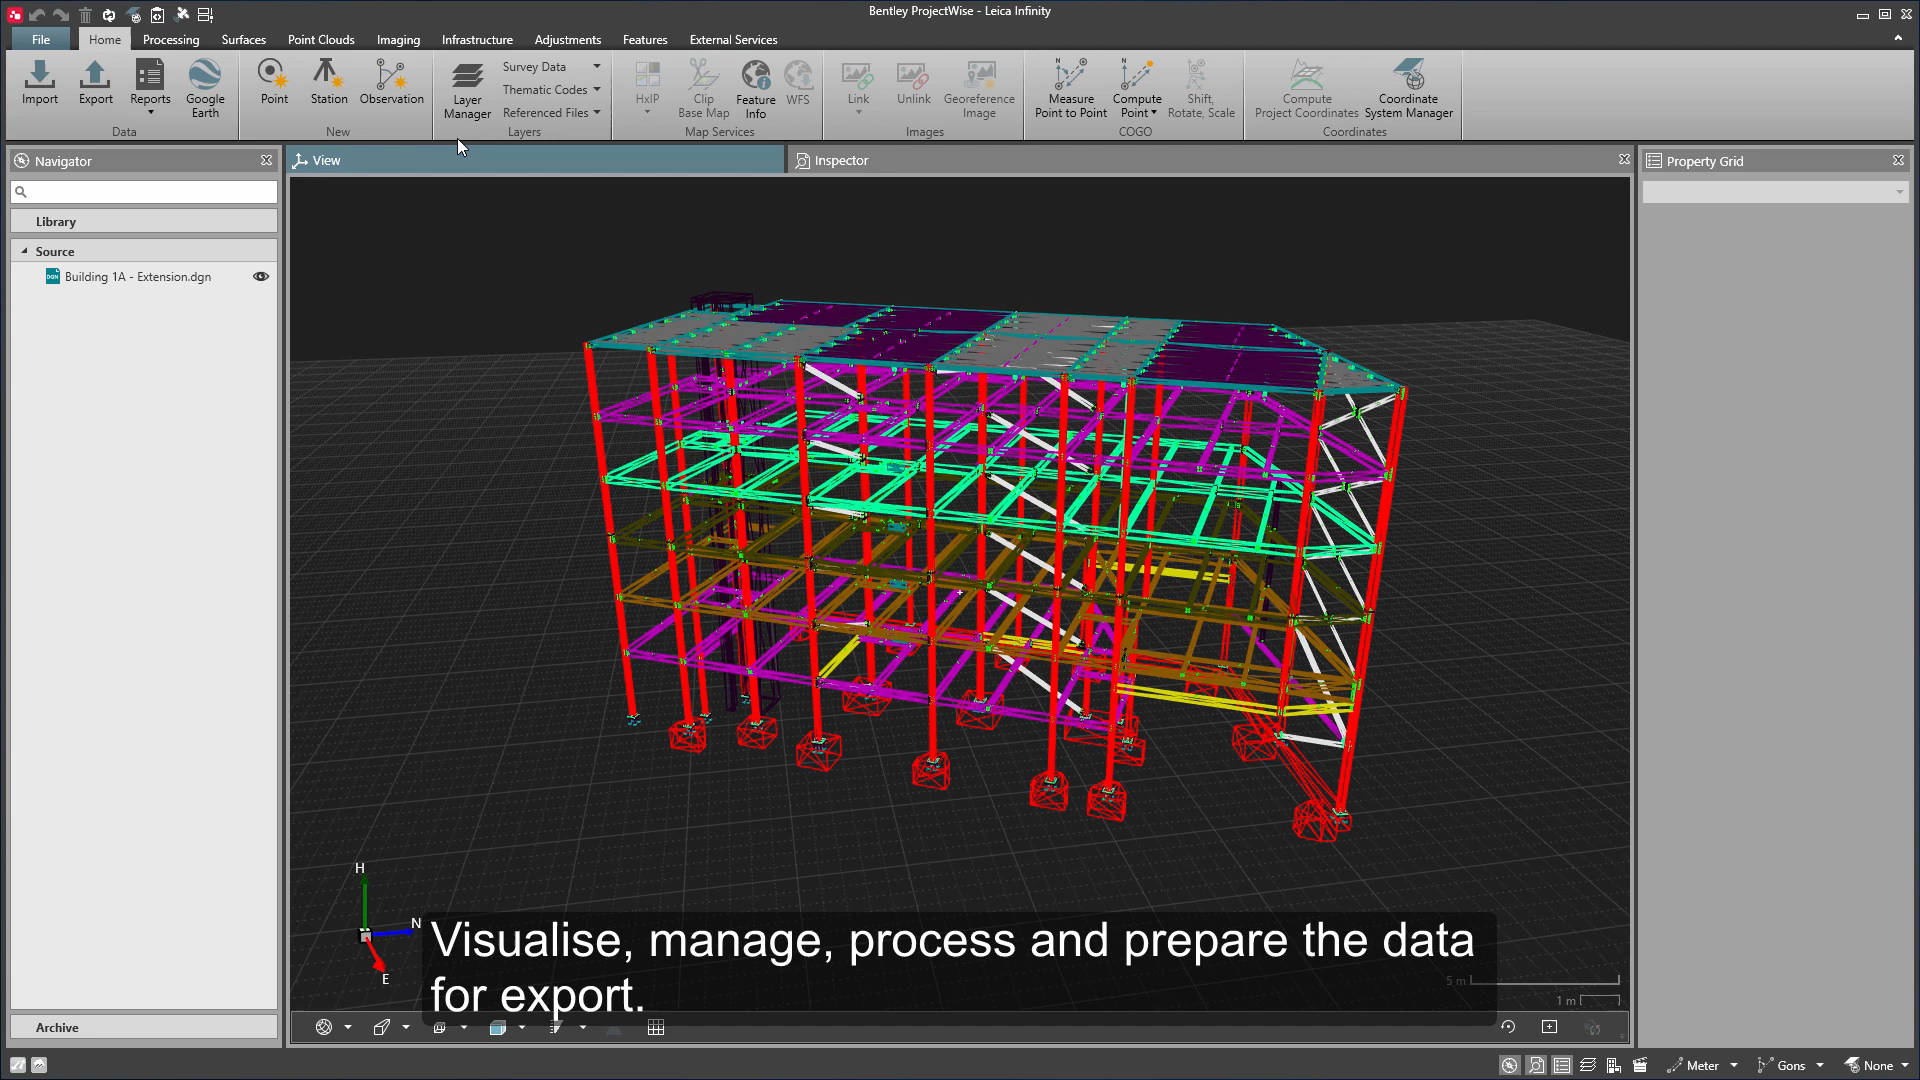 Bentley ProjectWise - Leica Infinity
File Home Processing Surfaces Point Clouds Imaging Infrastructure Adjustments Features External Services
Import Export Reports Google Earth
Data
Point Station Observation
New
Layer Manager
Survey Data
Thematic Codes
Referenced Files
Layers
HxIP Clip Base Map Feature Info WFS
Map Services
Link Unlink Georeference Image
Images
Measure Point to Point Compute Point Shift, Rotate, Scale
COGO
Compute Project Coordinates Coordinate System Manager
Coordinates
Navigator
View
Inspector
Property Grid
Library
Source
DGN Building 1A - Extension.dgn
H
N
E
Visualise, manage, process and prepare the data
for export.
5 m
1 m
Archive
Meter Gons None